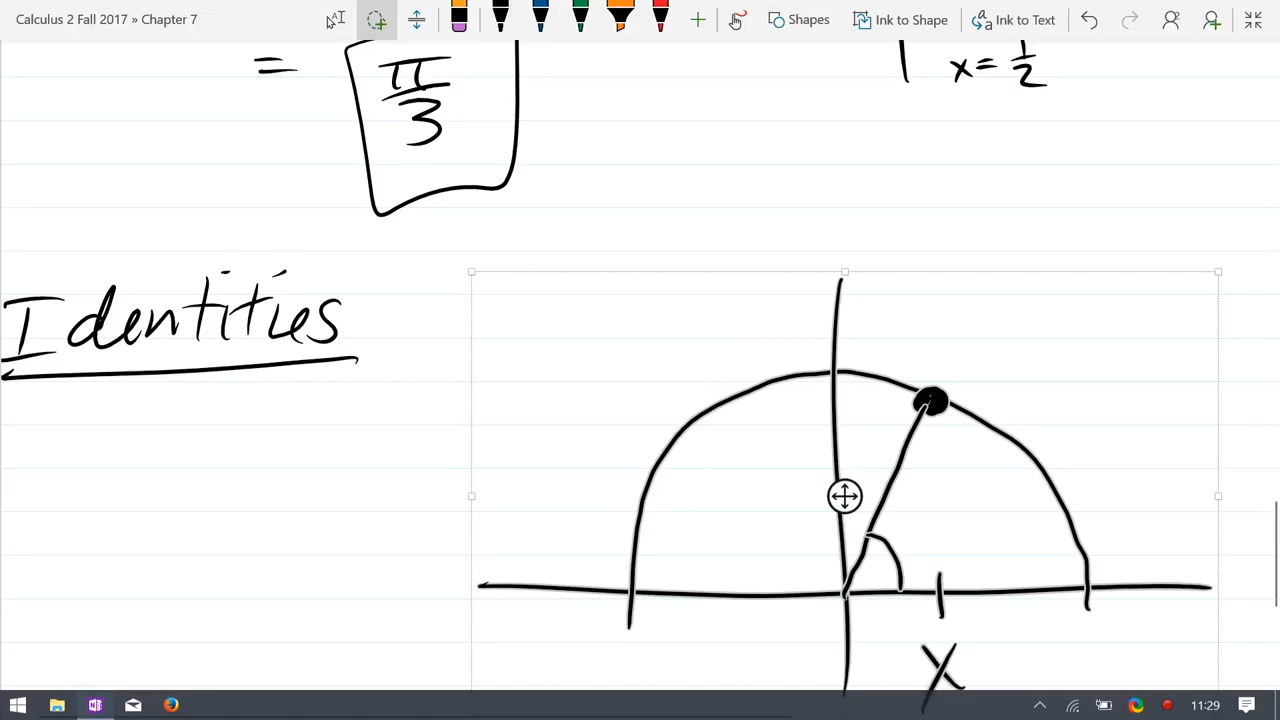 Calculus 2 Fall 2017 » Chapter 7
Shapes
Ink to Shape
Ink to Text
= π/3
x = 1/2
Identities
x
11:29